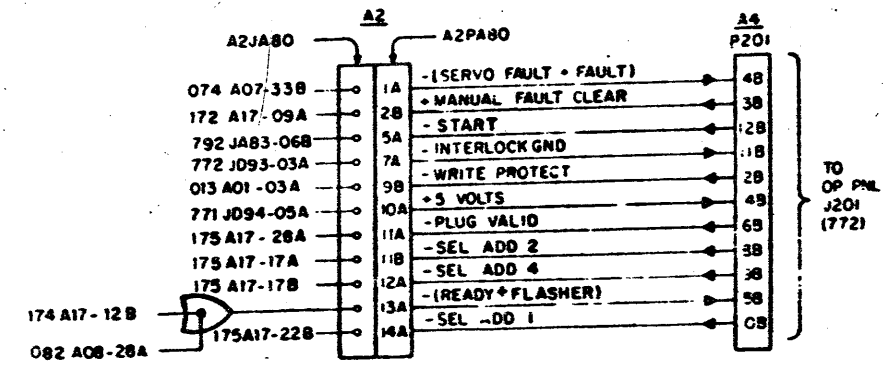 A2
A4
A2JA80
A2PA80
P201
074 A07-33B 1A -(SERVO FAULT + FAULT) 4B
172 A17-09A 2B + MANUAL FAULT CLEAR 3B
792 JA83-06B 5A - START 12B
772 JD93-03A 7A - INTERLOCK GND 11B
013 A01-03A 9B - WRITE PROTECT 2B
771 JD94-05A 10A +5 VOLTS
175 A17-28A 11A -PLUG VALID 6B
175 A17-17A 11B -SEL ADD 2
175 A17-17B 12A -SEL ADD 4
174 A17-12B 13A -(READY+FLASHER) 5B
175A17-22B 14A -SEL ADD 1
082 A08-28A
TO
OP PNL
J201
(772)